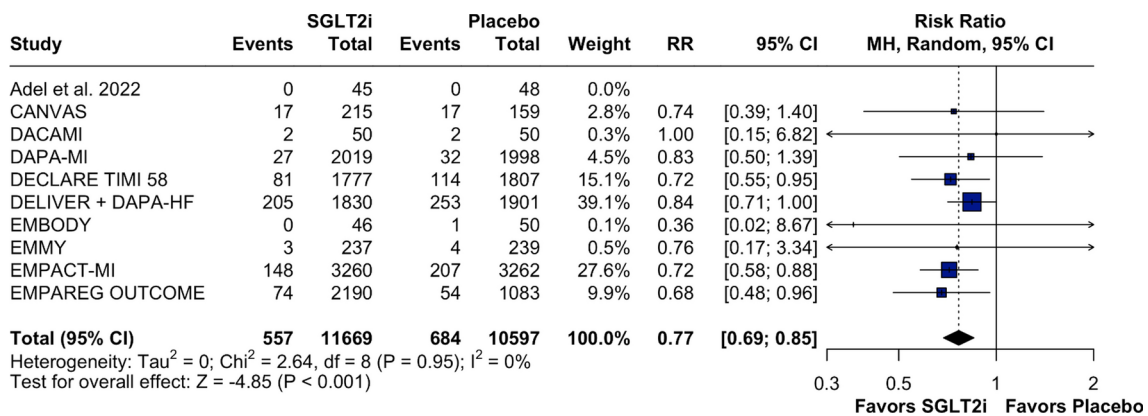 SGLT2i Placebo Risk Ratio
Study Events Total Events Total Weight RR 95% CI MH, Random, 95% CI
Adel et al. 2022 0 45 0 48 0.0%
CANVAS 17 215 17 159 2.8% 0.74 [0.39; 1.40]
DACAMI 2 50 2 50 0.3% 1.00 [0.15; 6.82]
DAPA-MI 27 2019 32 1998 4.5% 0.83 [0.50; 1.39]
DECLARE TIMI 58 81 1777 114 1807 15.1% 0.72 [0.55; 0.95]
DELIVER + DAPA-HF 205 1830 253 1901 39.1% 0.84 [0.71; 1.00]
EMBODY 0 46 1 50 0.1% 0.36 [0.02; 8.67]
EMMY 3 237 4 239 0.5% 0.76 [0.17; 3.34]
EMPACT-MI 148 3260 207 3262 27.6% 0.72 [0.58; 0.88]
EMPAREG OUTCOME 74 2190 54 1083 9.9% 0.68 [0.48; 0.96]
Total (95% CI) 557 11669 684 10597 100.0% 0.77 [0.69; 0.85]
Heterogeneity: Tau² = 0; Chi² = 2.64, df = 8 (P = 0.95); I² = 0%
Test for overall effect: Z = -4.85 (P < 0.001)
0.3 0.5 1 2
Favors SGLT2i Favors Placebo